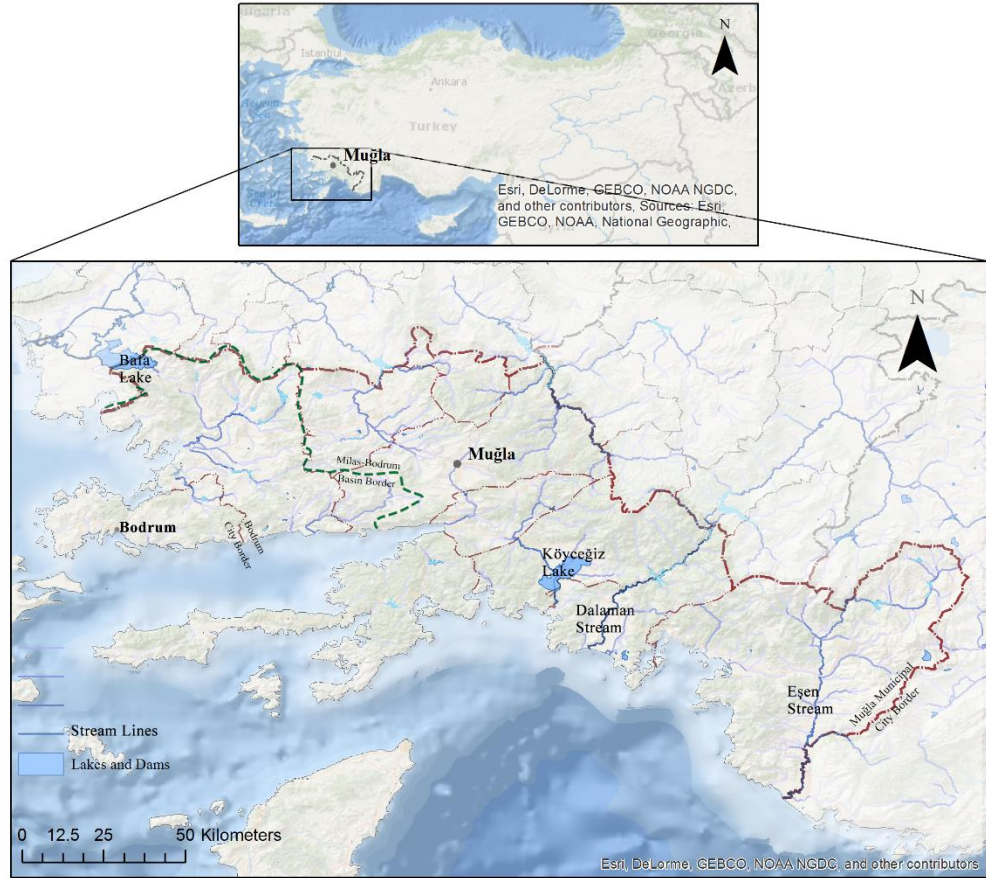 Georgia
N
Istanbul
Ankara
Turkey
Muğla
Esri, DeLorme, GEBCO, NOAA NGDC,
and other contributors, Sources: Esri,
GEBCO, NOAA, National Geographic,
N
Bafa
Lake
Milas-Bodrum
Basin Border
Muğla
Bodrum
Bodrum
City Border
Köyceğiz
Lake
Dalaman
Stream
Eşen
Stream
Muğla Municipal
City Border
Stream Lines
Lakes and Dams
0 12.5 25 50 Kilometers
Esri, DeLorme, GEBCO, NOAA NGDC, and other contributors